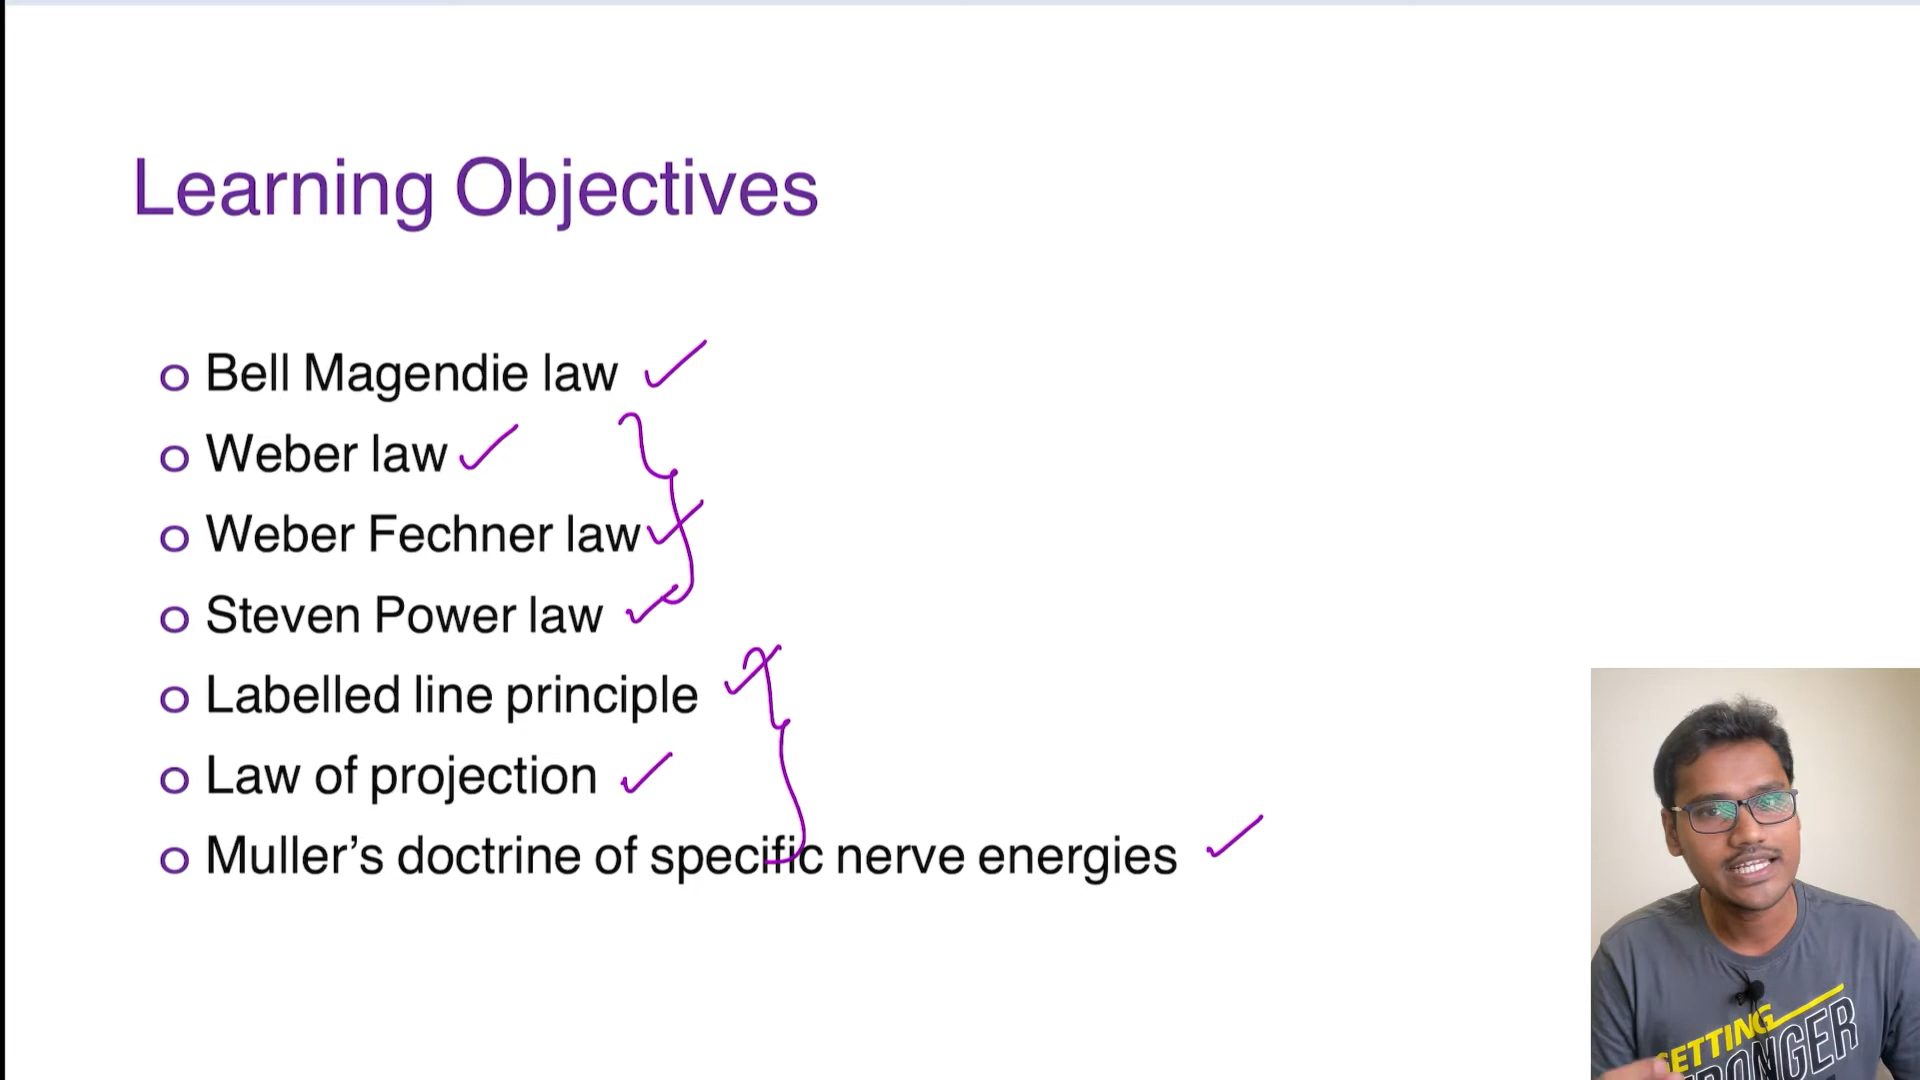 Learning Objectives
o Bell Magendie law
o Weber law
o Weber Fechner law
o Steven Power law
o Labelled line principle
o Law of projection
o Muller’s doctrine of specific nerve energies
GETTING